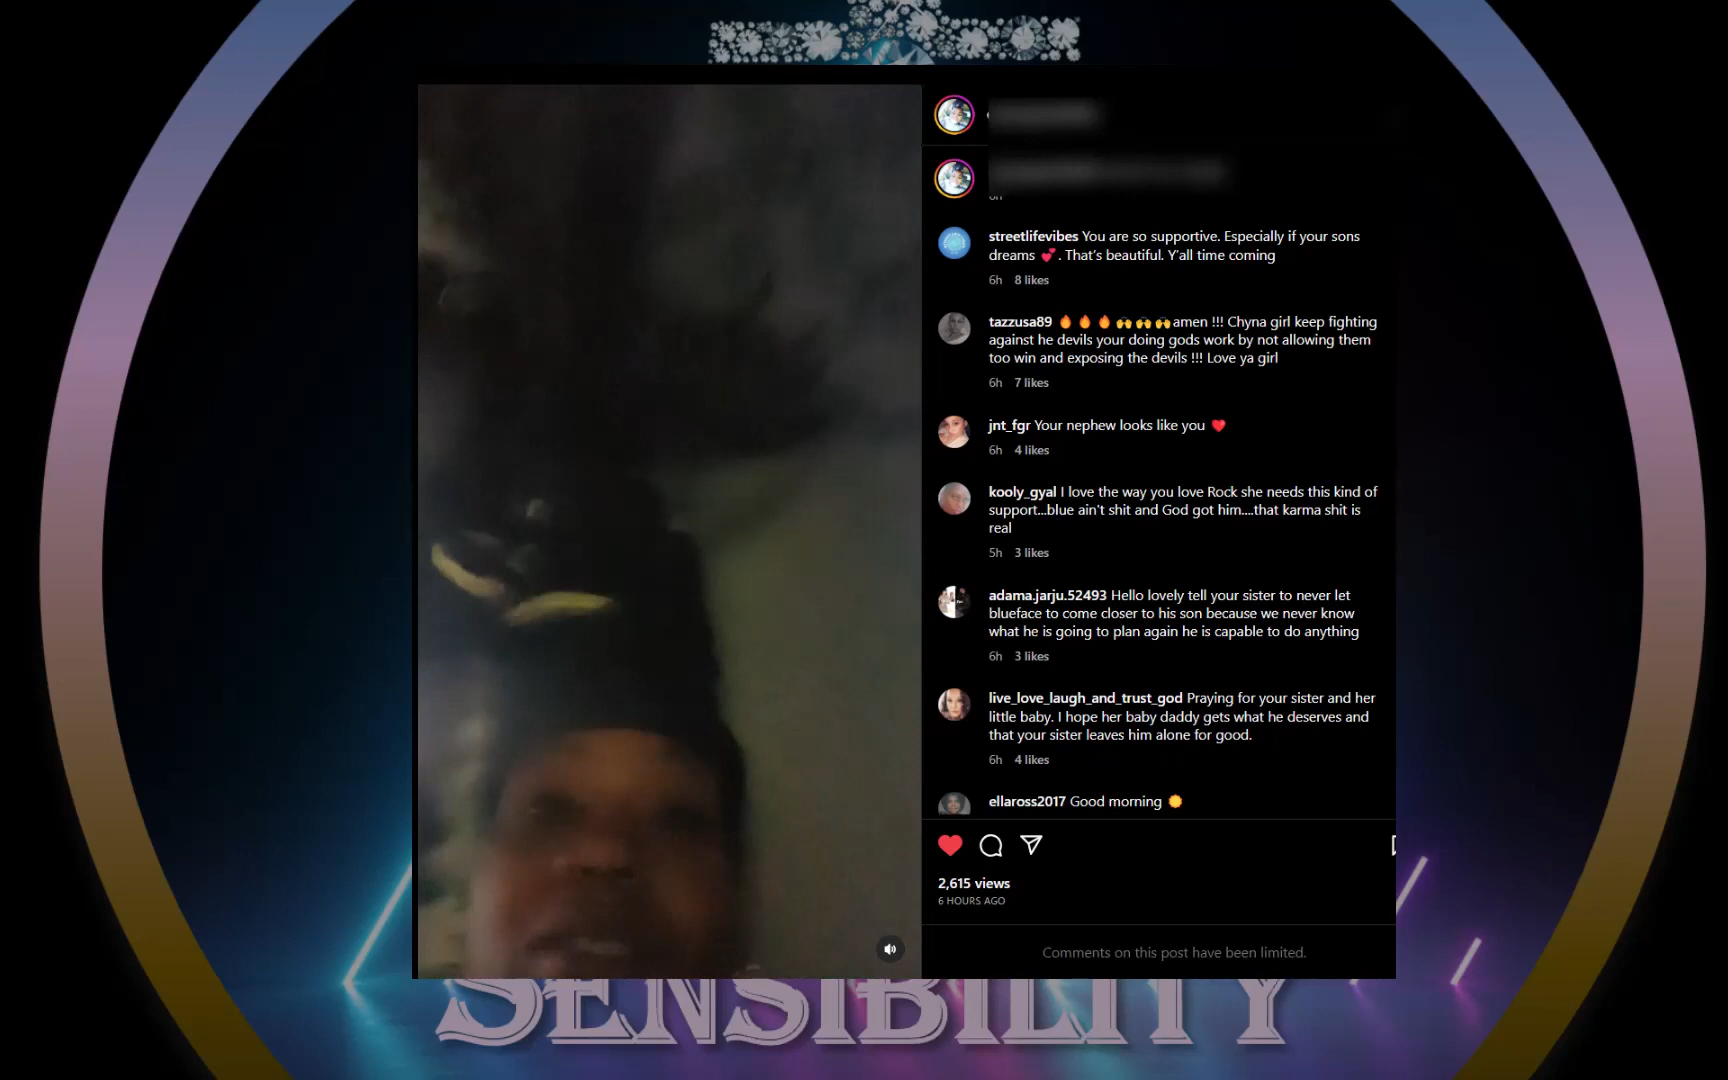 streetlifevibes You are so supportive. Especially if your sons
dreams 💕. That's beautiful. Y'all time coming
6h 8 likes
tazzusa89 🔥🔥🔥🙌🙌🙌amen !!! Chyna girl keep fighting
against he devils your doing gods work by not allowing them
too win and exposing the devils !!! Love ya girl
6h 7 likes
jnt_fgr Your nephew looks like you ❤️
6h 4 likes
kooly_gyal I love the way you love Rock she needs this kind of
support...blue ain't shit and God got him....that karma shit is
real
5h 3 likes
adama.jarju.52493 Hello lovely tell your sister to never let
blueface to come closer to his son because we never know
what he is going to plan again he is capable to do anything
6h 3 likes
live_love_laugh_and_trust_god Praying for your sister and her
little baby. I hope her baby daddy gets what he deserves and
that your sister leaves him alone for good.
6h 4 likes
ellaross2017 Good morning ☀️
2,615 views
6 HOURS AGO
Comments on this post have been limited.
SENSIBILITY